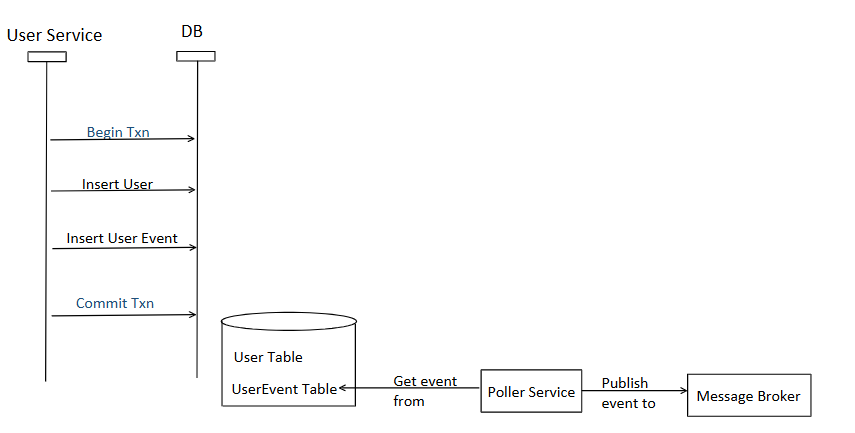 User Service
DB
Begin Txn
Insert User
Insert User Event
Commit Txn
User Table
UserEvent Table
Get event
from
Poller Service
Publish
event to
Message Broker